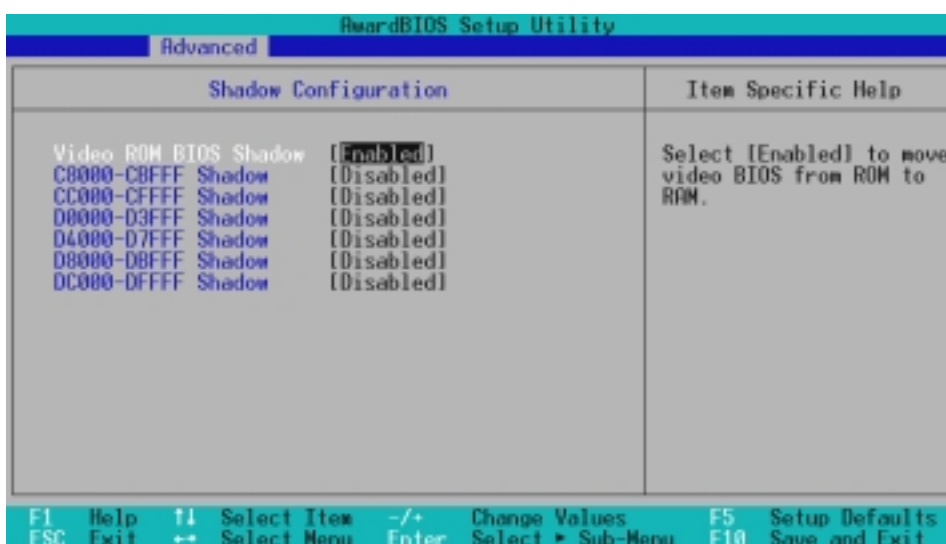 AwardBIOS Setup Utility
Advanced
Shadow Configuration
Item Specific Help
Video ROM BIOS Shadow [Enabled]
C8000-CBFFF Shadow [Disabled]
CC000-CFFFF Shadow [Disabled]
D0000-D3FFF Shadow [Disabled]
D4000-D7FFF Shadow [Disabled]
D8000-DBFFF Shadow [Disabled]
DC000-DFFFF Shadow [Disabled]
Select [Enabled] to move
video BIOS from ROM to
RAM.
F1 Help ↑↓ Select Item -/+ Change Values F5 Setup Defaults
ESC Exit ←→ Select Menu Enter Select ► Sub-Menu F10 Save and Exit